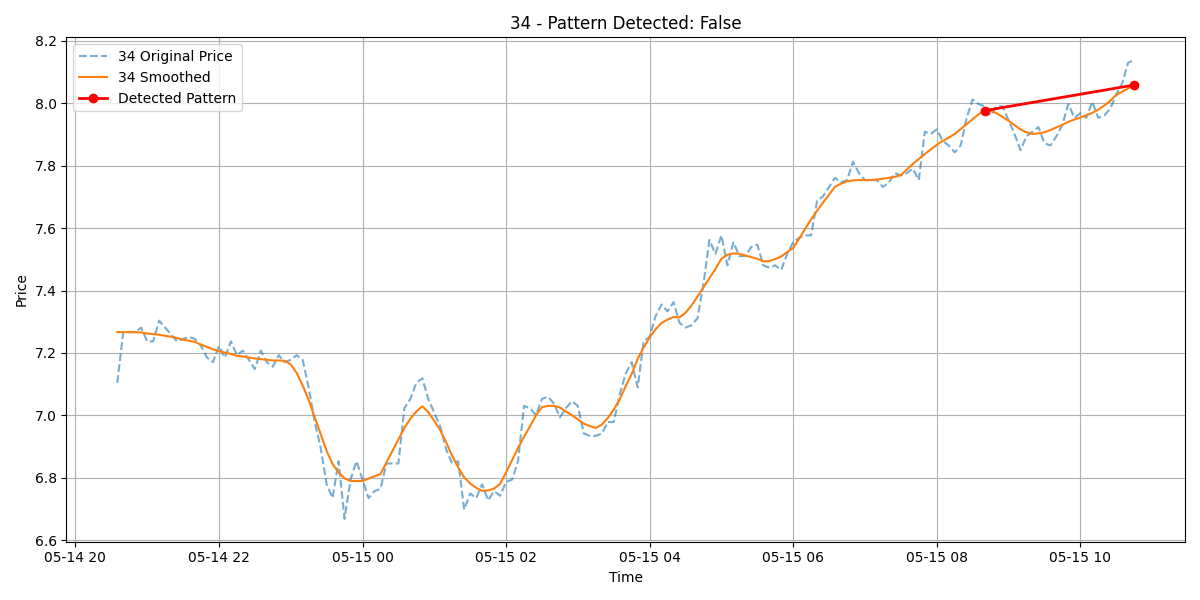 34 - Pattern Detected: False
34 Original Price
34 Smoothed
Detected Pattern
Price
8.2
8.0
7.8
7.6
7.4
7.2
7.0
6.8
6.6
05-14 20 05-14 22 05-15 00 05-15 02 05-15 04 05-15 06 05-15 08 05-15 10
Time